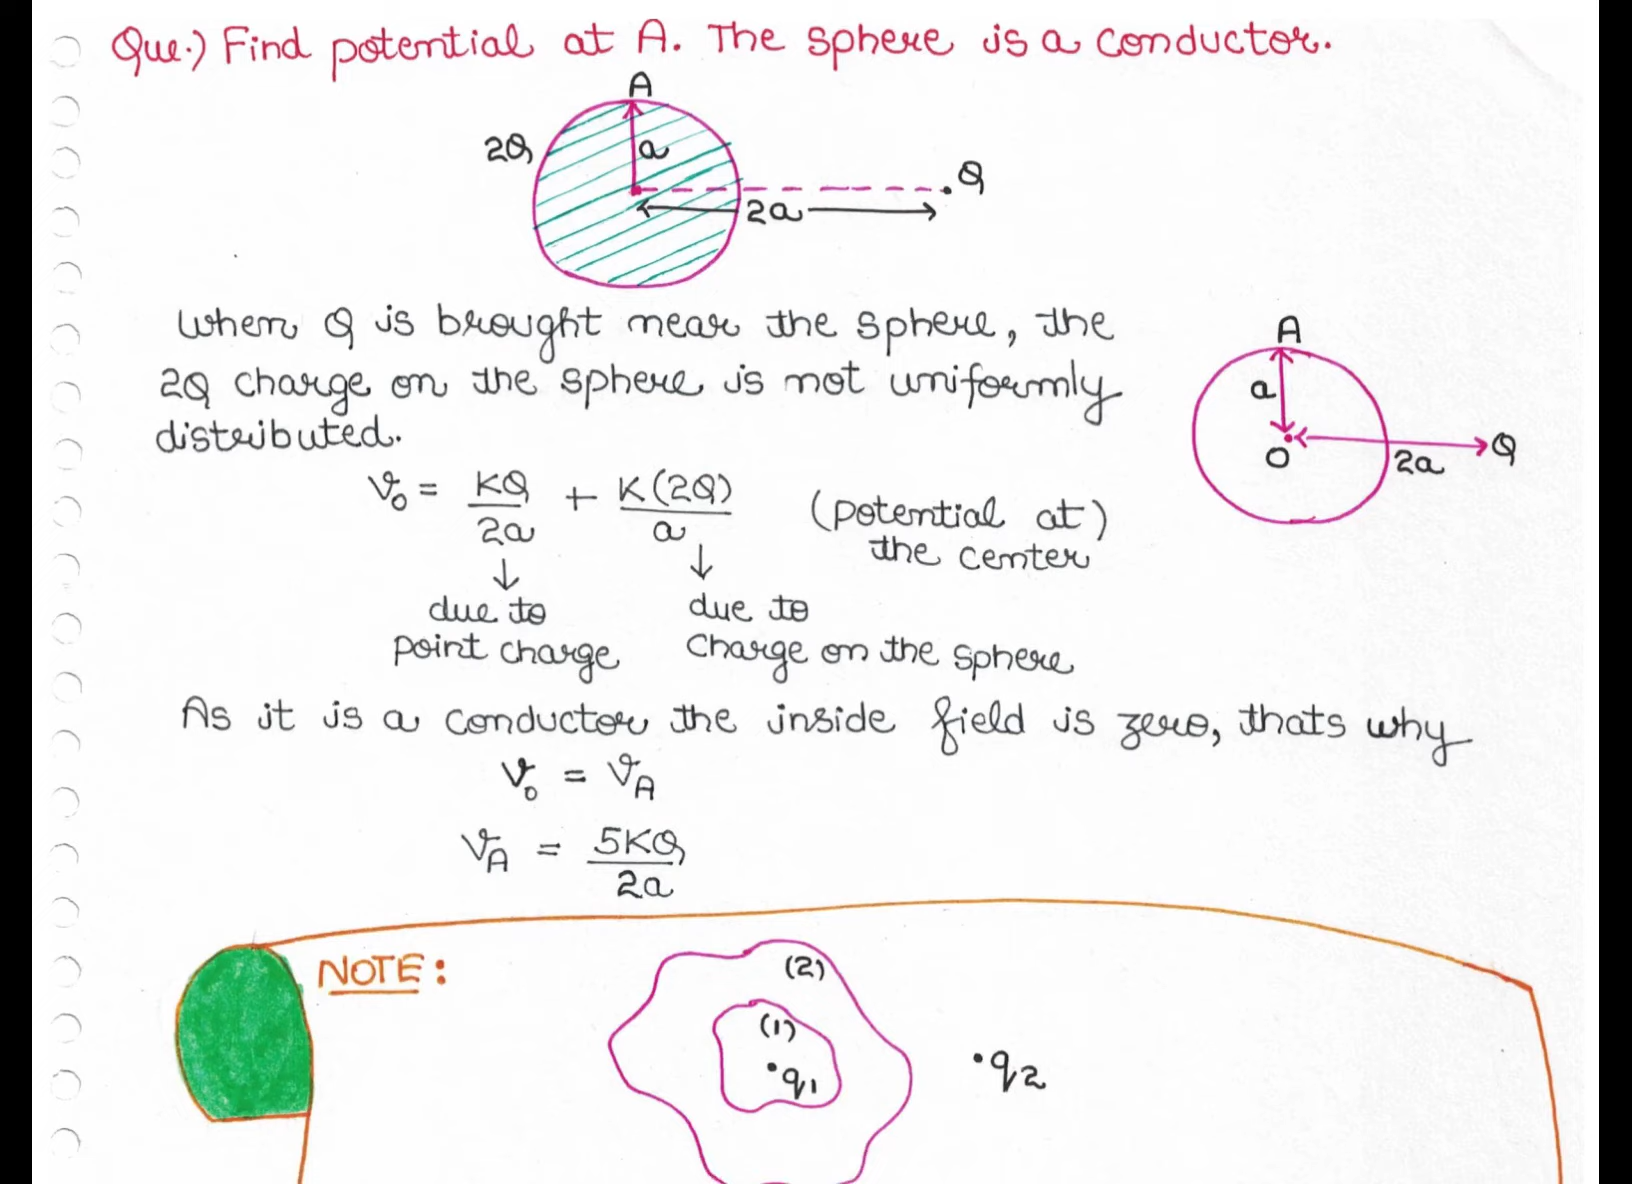 Que.) Find potential at A. The sphere is a conductor.
A
2Q
a
Q
2a
When Q is brought near the sphere, the
2Q charge on the sphere is not uniformly
distributed.
A
a
O
2a
Q
V₀ = KQ/2a + K(2Q)/a (potential at the center)
↓ ↓
due to due to
point charge charge on the sphere
As it is a conductor the inside field is zero, thats why
V₀ = V_A
V_A = 5KQ/2a
NOTE:
(2)
(1)
q₁
q₂